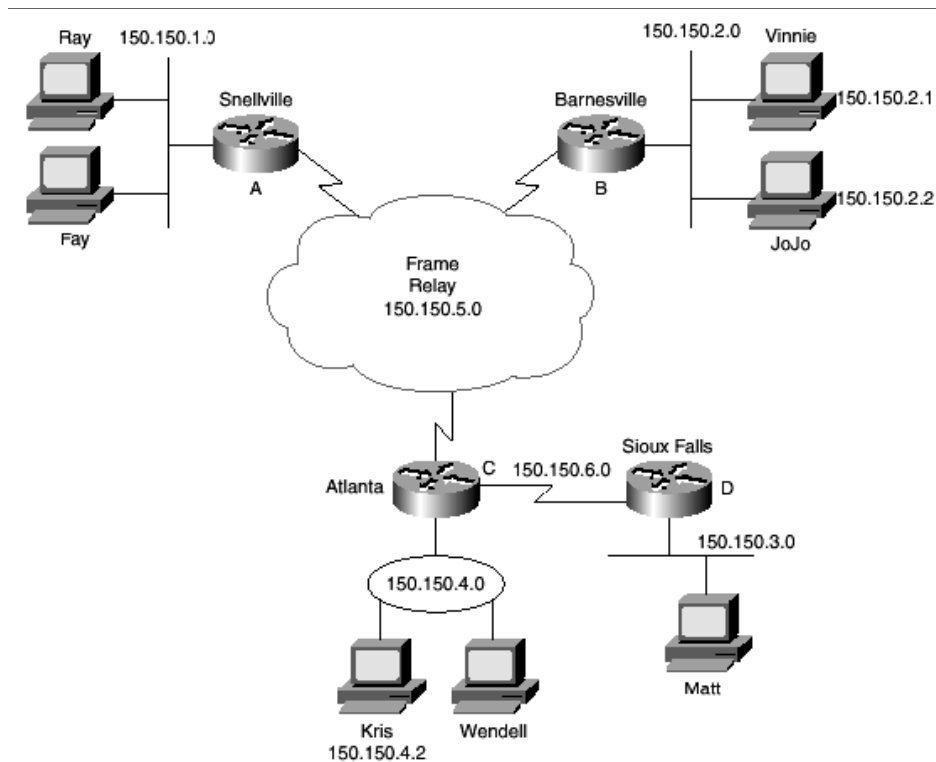 Ray
150.150.1.0
150.150.2.0
Vinnie
Snellville
Barnesville
150.150.2.1
A
B
150.150.2.2
Fay
JoJo
Frame
Relay
150.150.5.0
Sioux Falls
C
150.150.6.0
Atlanta
D
150.150.3.0
150.150.4.0
Matt
Kris
150.150.4.2
Wendell